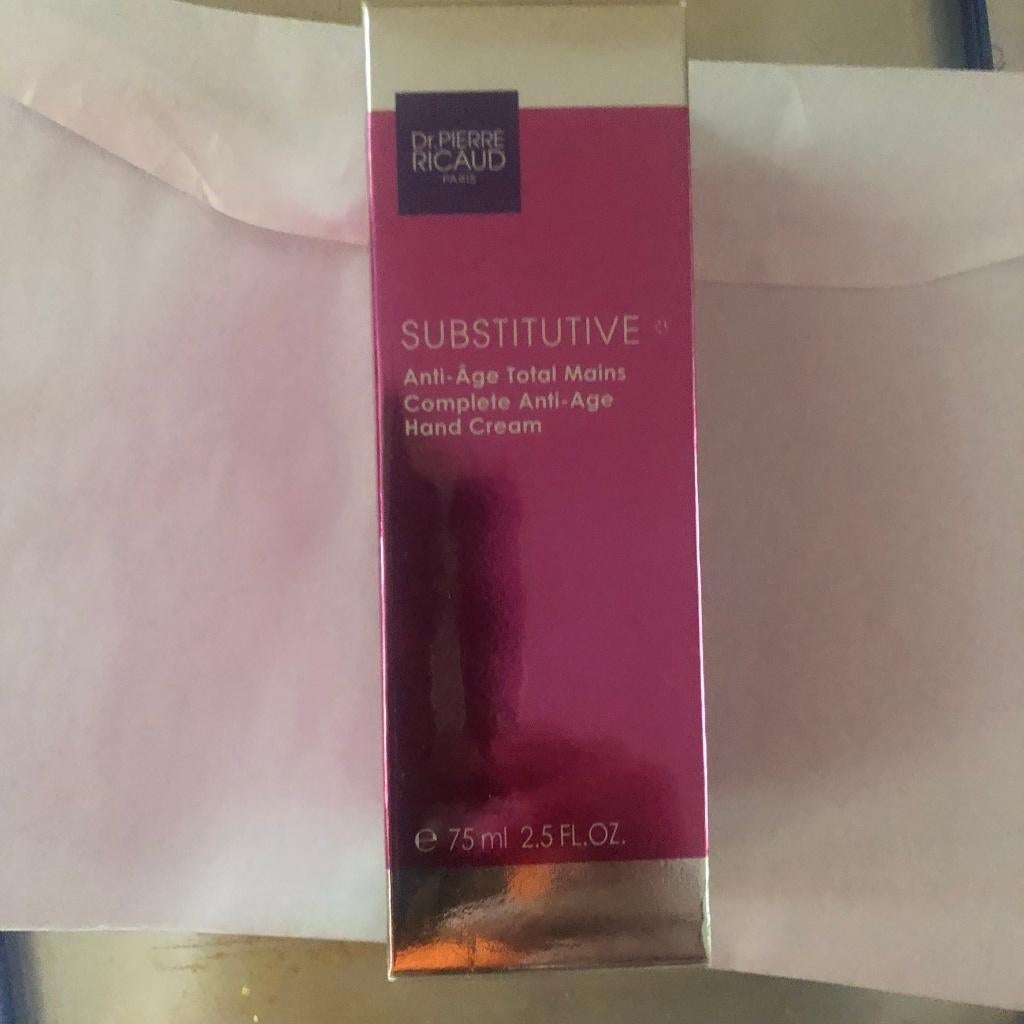 Dr.PIERRE
RICAUD
PARIS
SUBSTITUTIVE
Anti-Âge Total Mains
Complete Anti-Age
Hand Cream
℮ 75 ml 2.5 FL.OZ.